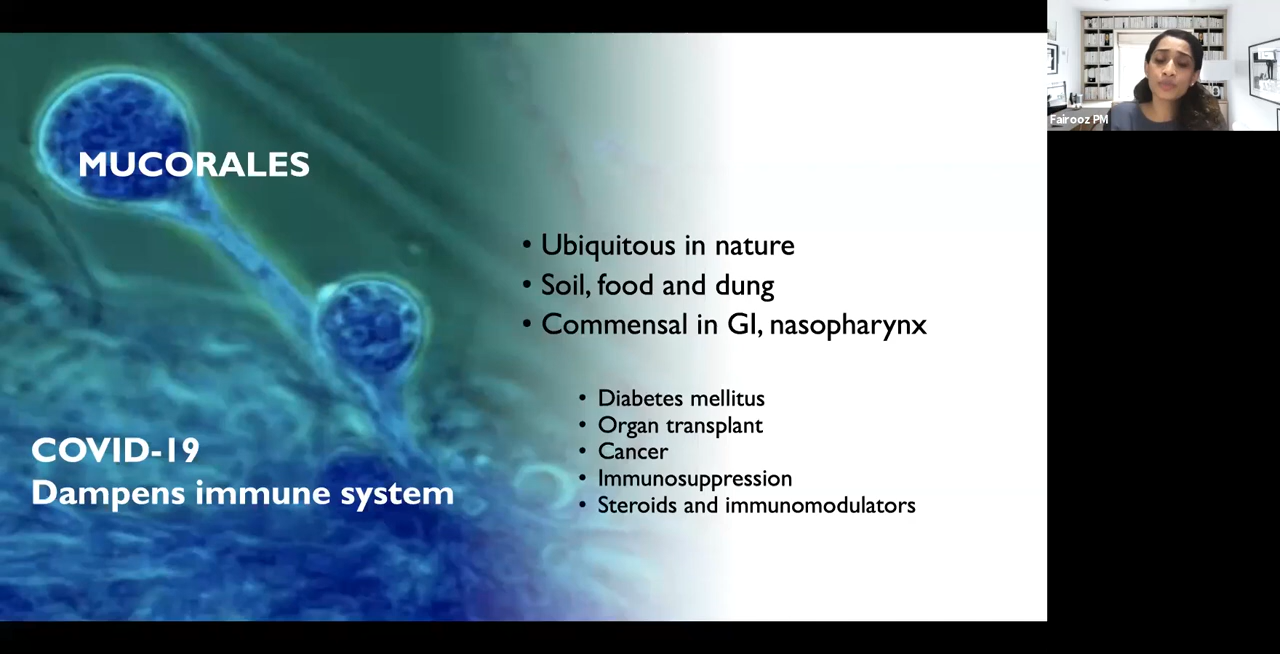 MUCORALES
• Ubiquitous in nature
• Soil, food and dung
• Commensal in GI, nasopharynx
• Diabetes mellitus
• Organ transplant
• Cancer
• Immunosuppression
• Steroids and immunomodulators
COVID-19
Dampens immune system
Fairooz PM